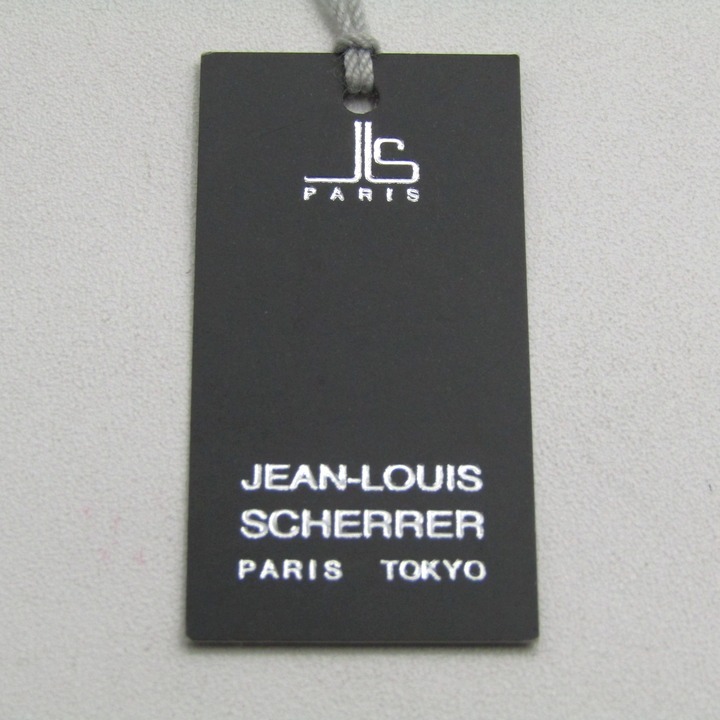 JLS
PARIS
JEAN-LOUIS
SCHERRER
PARIS TOKYO